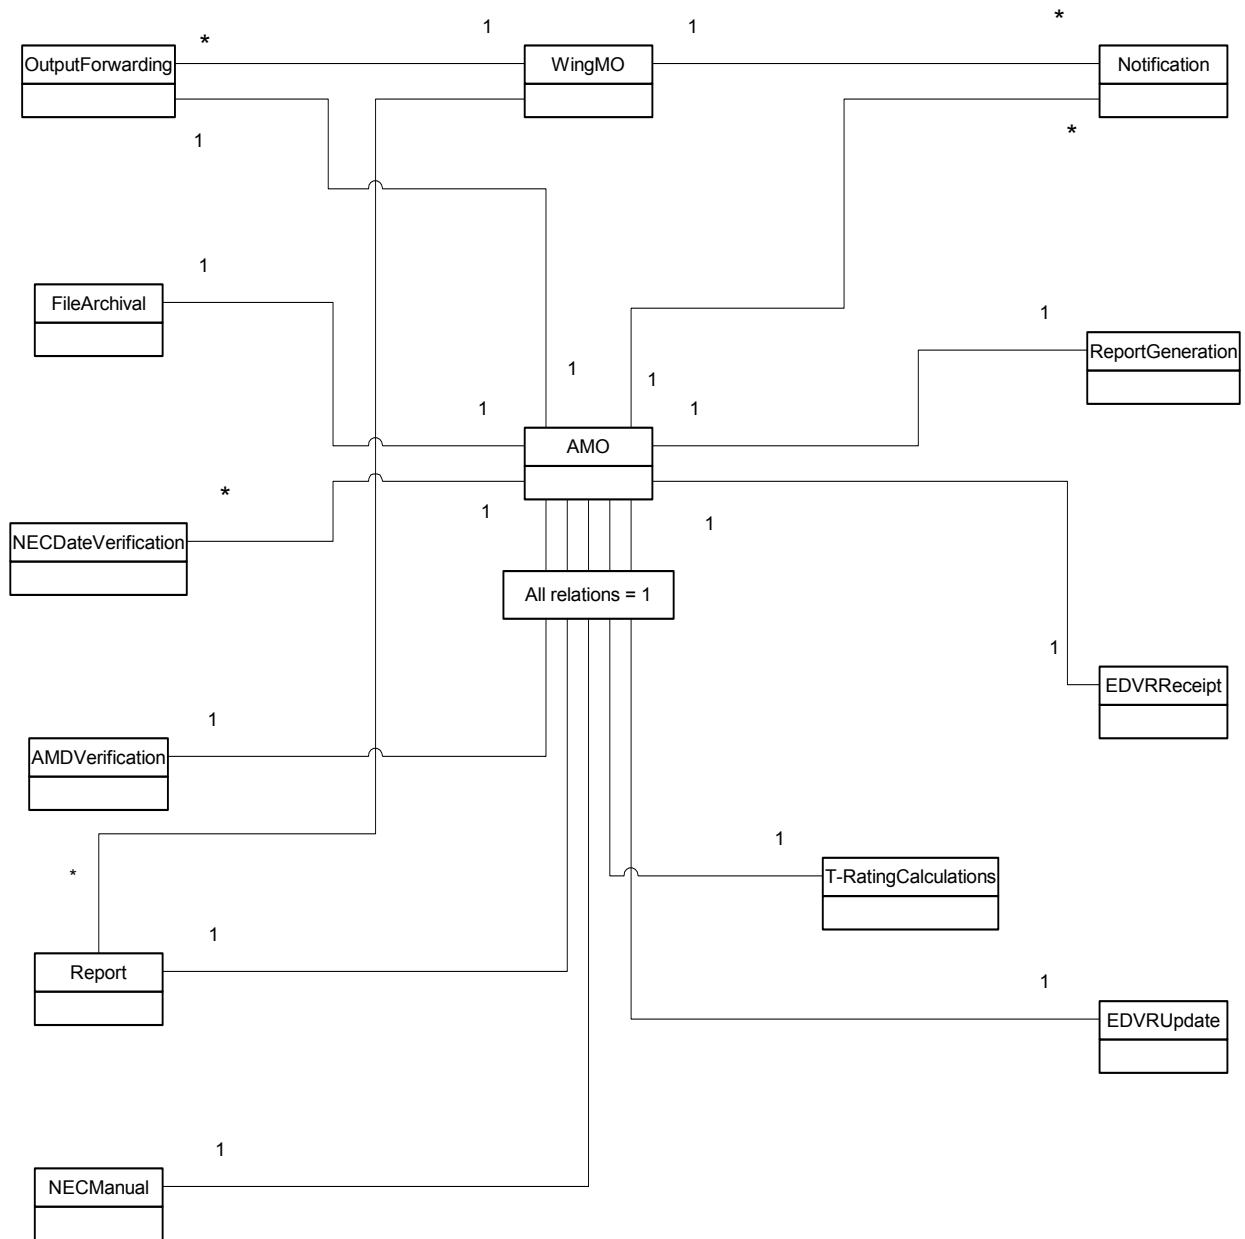 * 1 1 *
OutputForwarding WingMO Notification
1 *
1
FileArchival
1
ReportGeneration
1 1
1 1
AMO
*
1 1
NECDateVerification
All relations = 1
1
EDVRReceipt
1
AMDVerification
1
T-RatingCalculations
*
1
Report
1
EDVRUpdate
1
NECManual